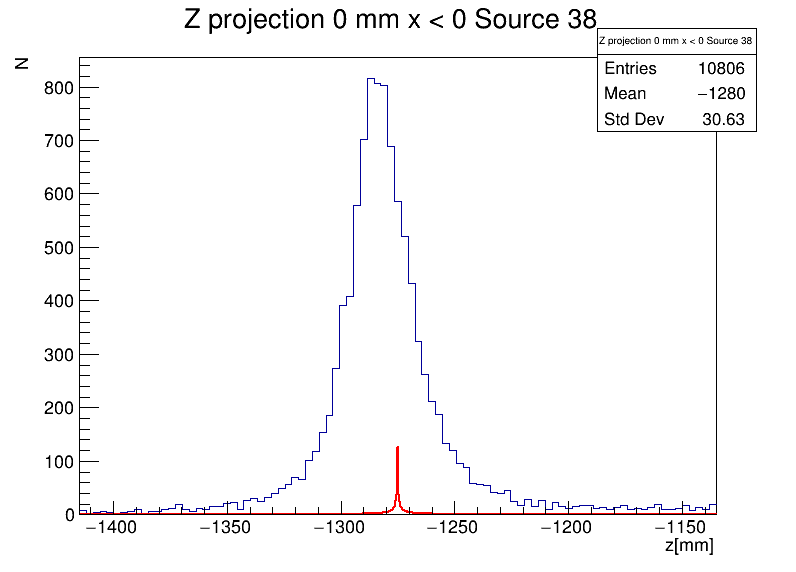 Z projection 0 mm x < 0 Source 38
Z projection 0 mm x < 0 Source 38
Entries 10806
Mean −1280
Std Dev 30.63
N
800
700
600
500
400
300
200
100
0
−1400 −1350 −1300 −1250 −1200 −1150
z[mm]